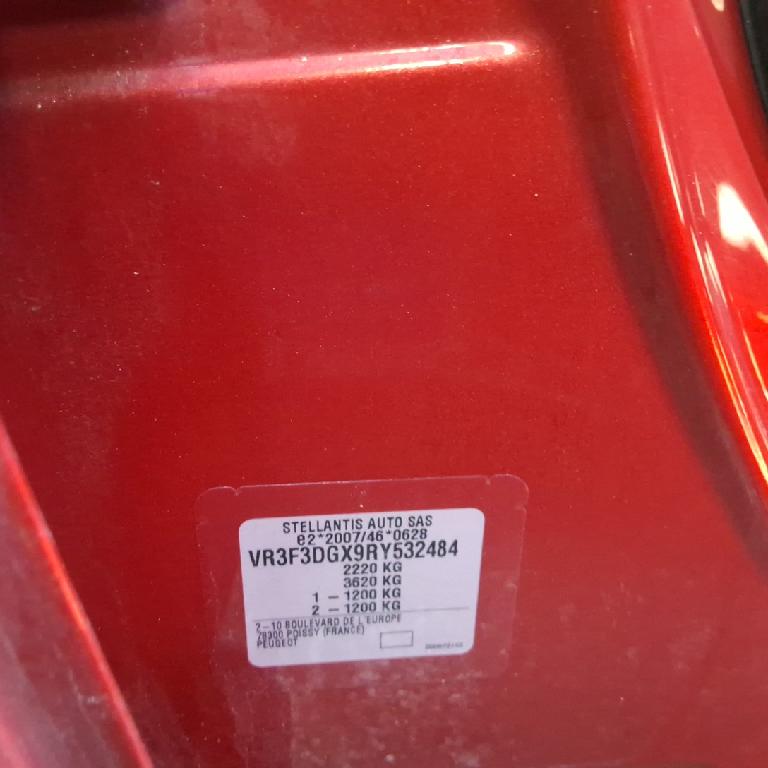 STELLANTIS AUTO SAS
e2*2007/46*0628
VR3F3DGX9RY532484
2220 KG
3620 KG
1 - 1200 KG
2 - 1200 KG
2-10 BOULEVARD DE L'EUROPE
78300 POISSY (FRANCE)
PEUGEOT